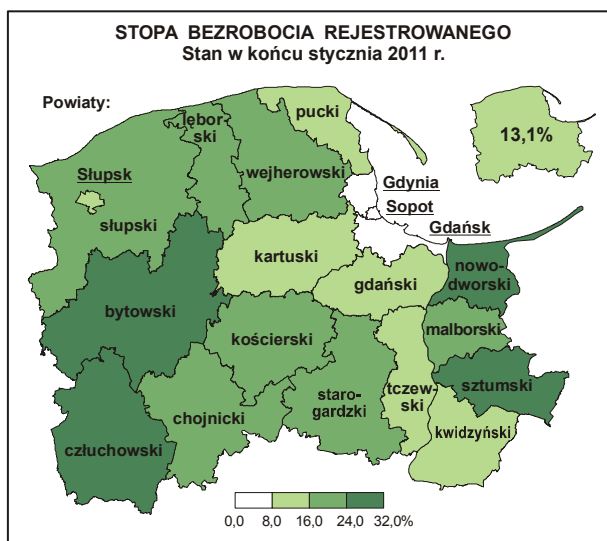 STOPA BEZROBOCIA REJESTROWANEGO
Stan w końcu stycznia 2011 r.
Powiaty:
pucki
lębor-
ski
13,1%
wejherowski
Słupsk
Gdynia
Sopot
Gdańsk
słupski
kartuski
gdański
nowo-
dworski
bytowski
kościerski
malborski
sztumski
tczew-
ski
staro-
gardzki
chojnicki
kwidzyński
człuchowski
0,0 8,0 16,0 24,0 32,0%